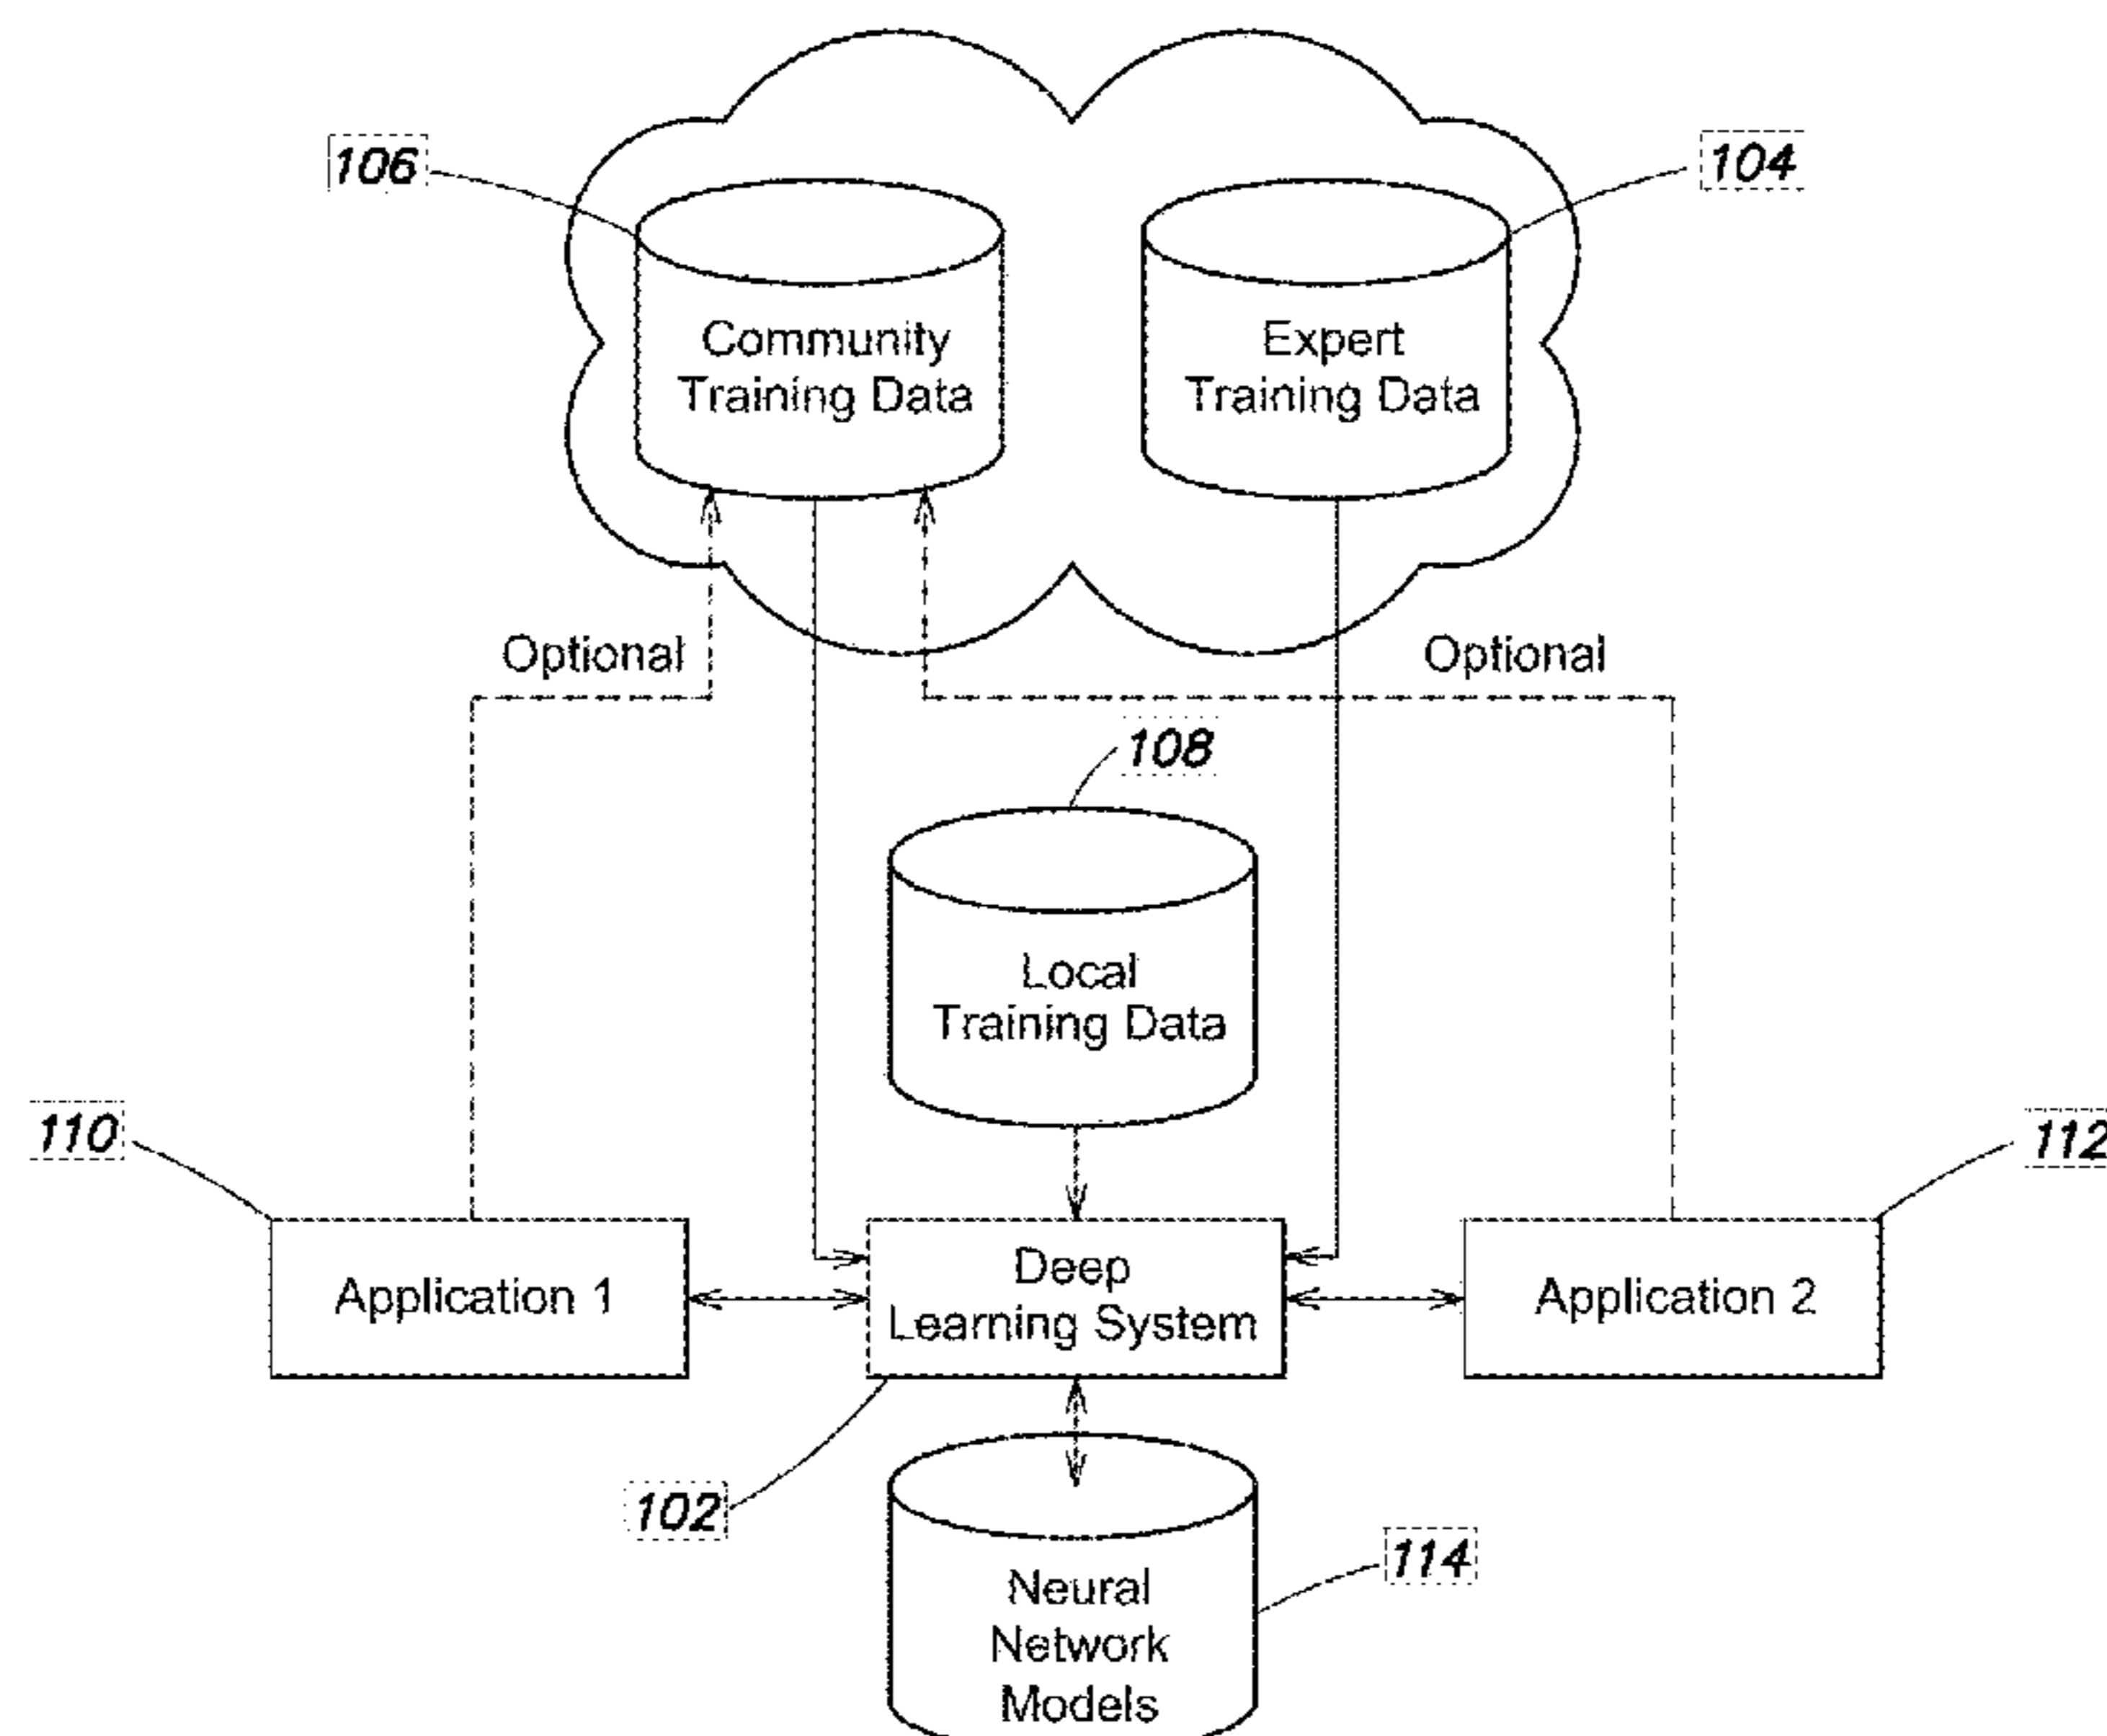 106
104
Community
Training Data
Expert
Training Data
Optional
Optional
108
Local
Training Data
110
112
Application 1
Deep
Learning System
Application 2
102
114
Neural
Network
Models